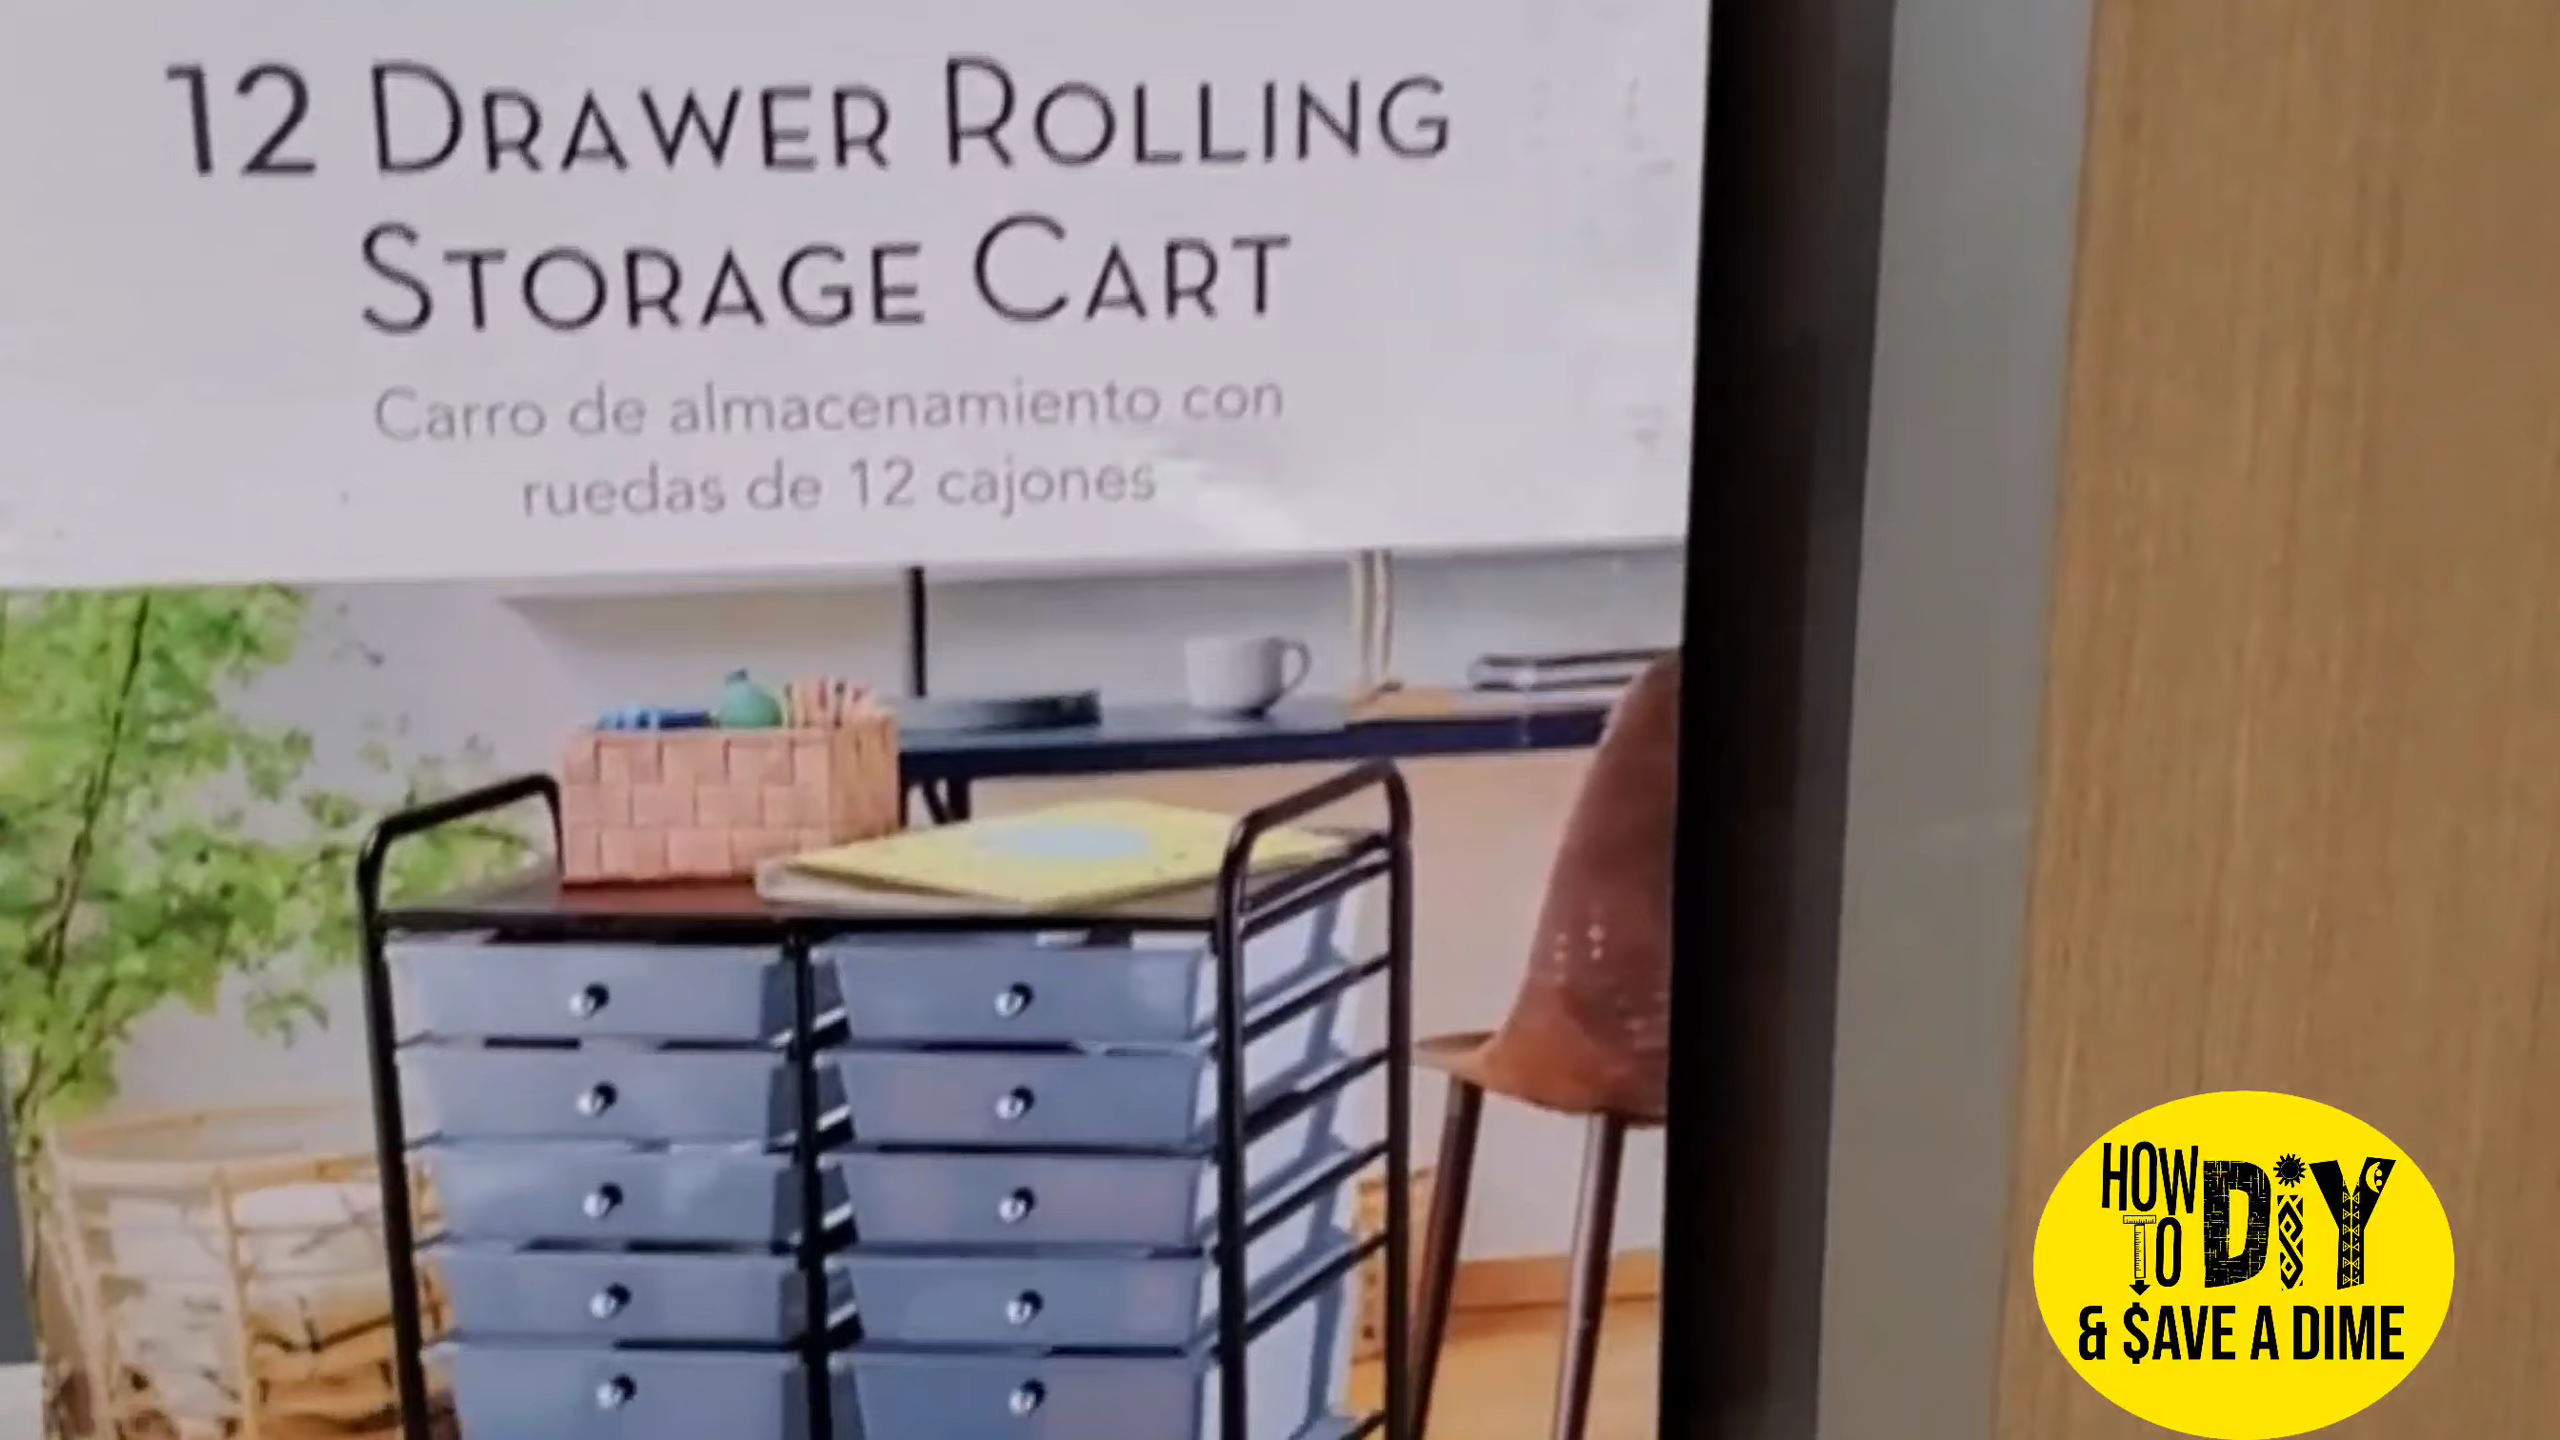 12 DRAWER ROLLING
STORAGE CART
Carro de almacenamiento con
ruedas de 12 cajones
HOW
TO DiY
& $AVE A DIME